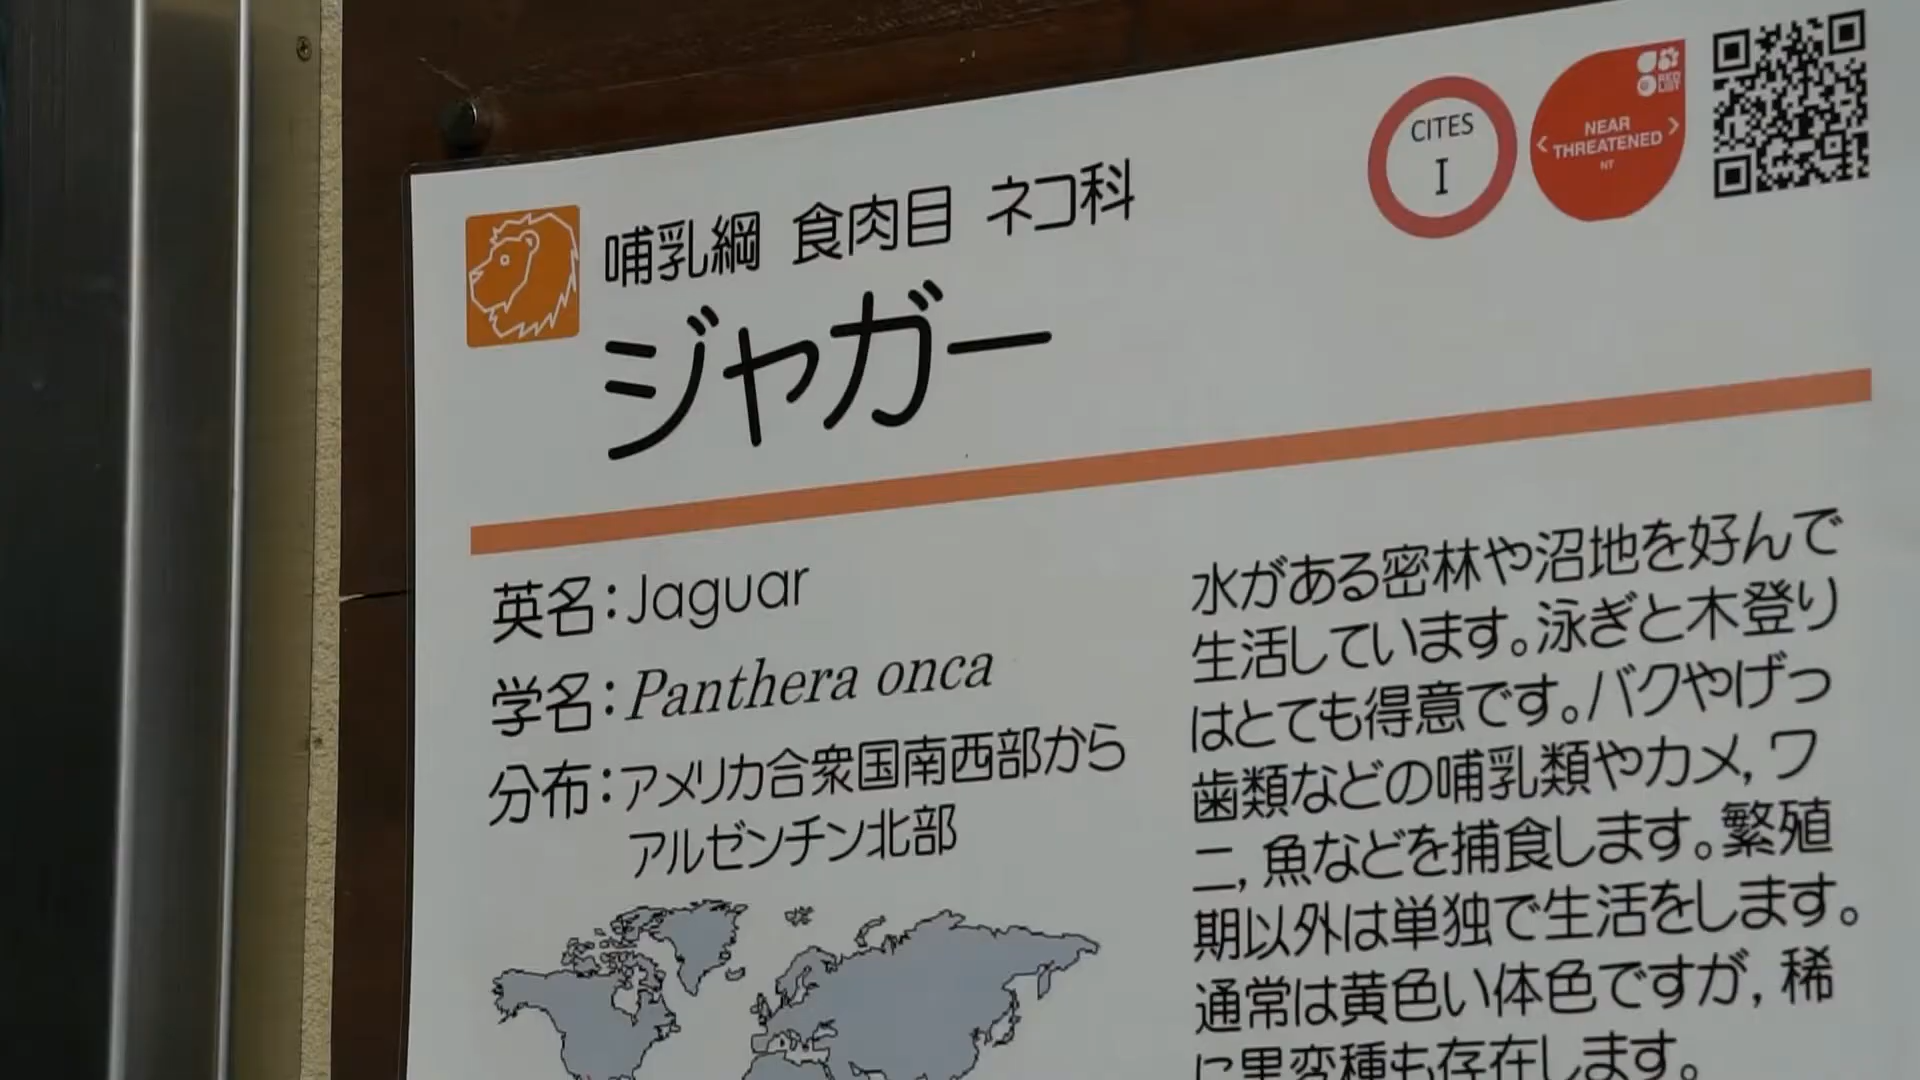 哺乳綱 食肉目 ネコ科
ジャガー
CITES
I
RED
LIST
NEAR
THREATENED
NT
英名：Jaguar
学名：Panthera onca
分布：アメリカ合衆国南西部から
アルゼンチン北部
水がある密林や沼地を好んで
生活しています。泳ぎと木登り
はとても得意です。バクやげっ
歯類などの哺乳類やカメ，ワ
ニ，魚などを捕食します。繁殖
期以外は単独で生活をします。
通常は黄色い体色ですが，稀
に黒変種も存在します。